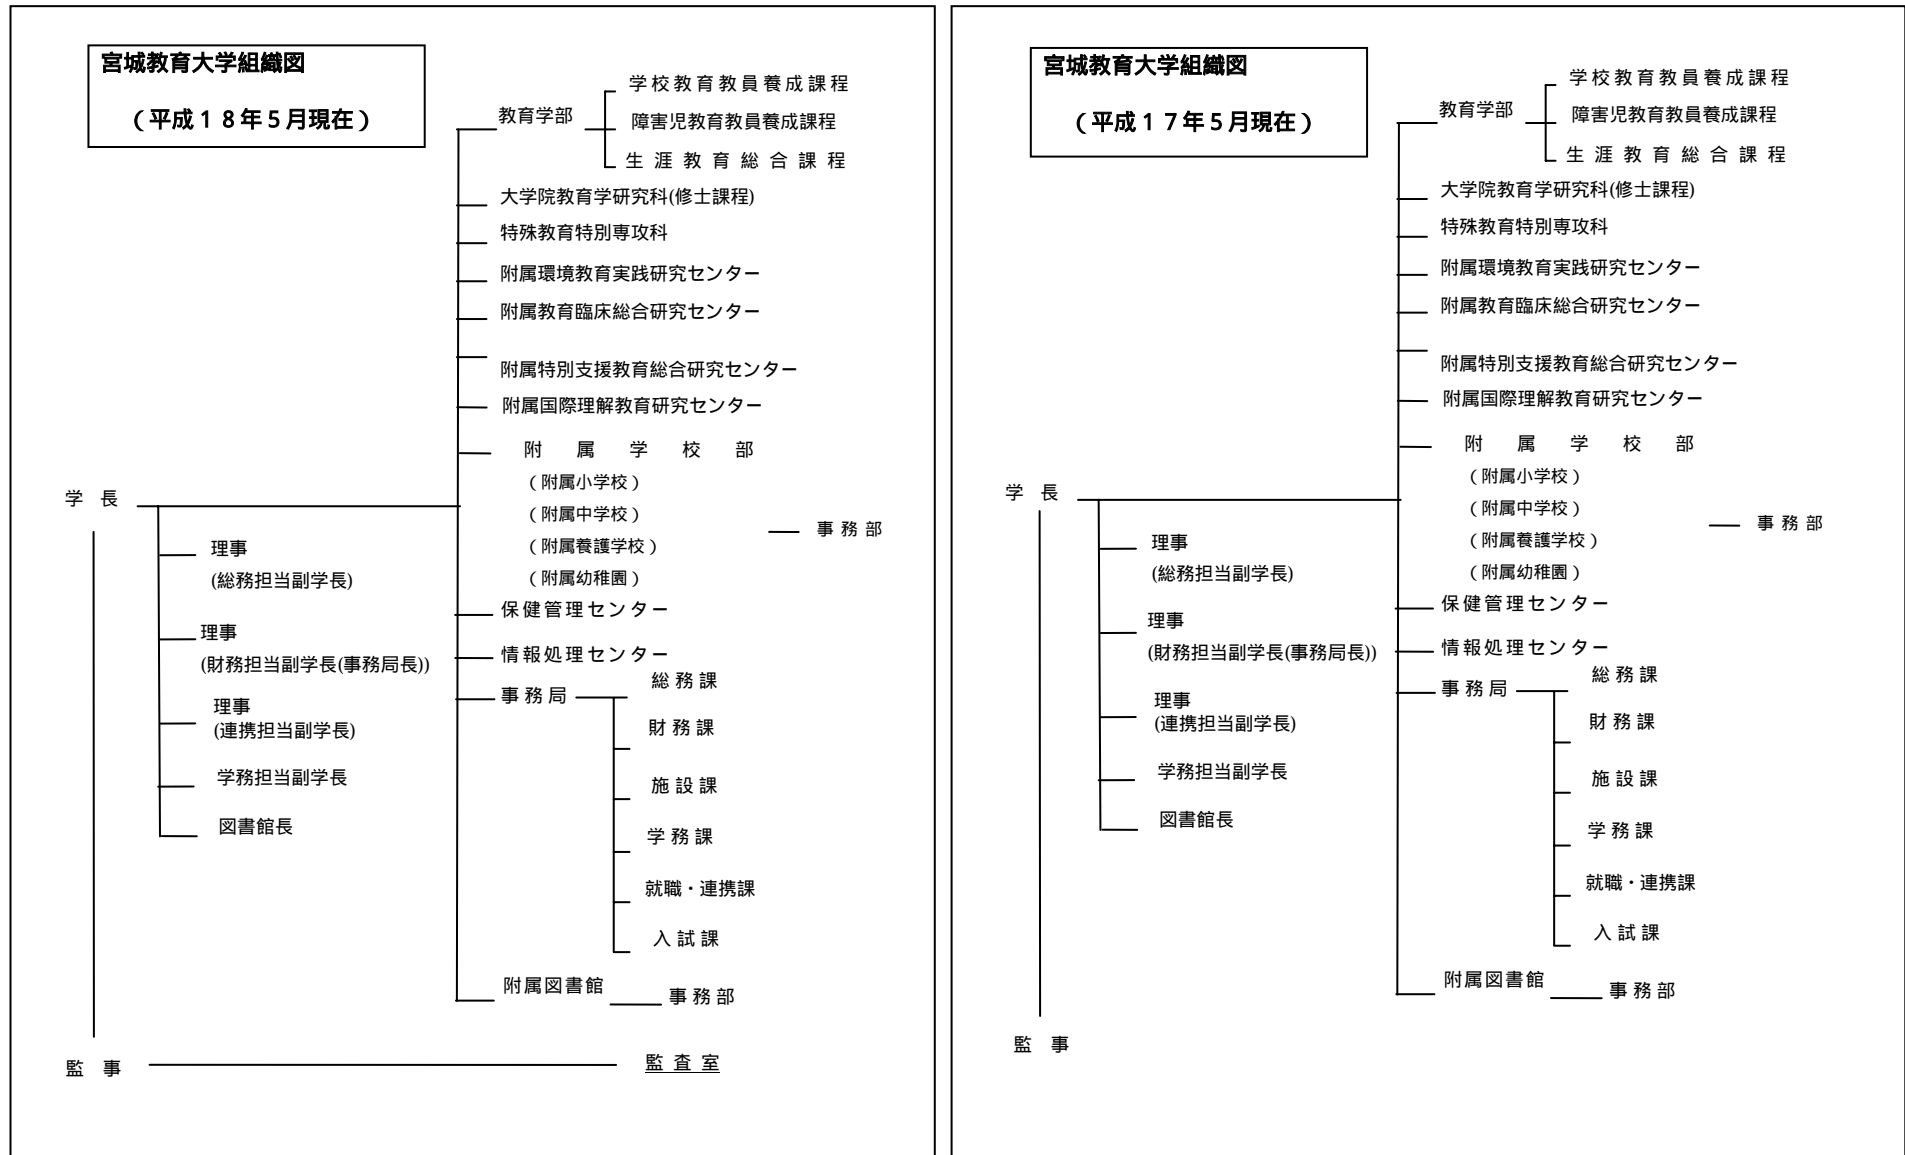 宮城教育大学組織図
（平成１８年５月現在）
教育学部
学校教育教員養成課程
障害児教育教員養成課程
生涯教育総合課程
大学院教育学研究科(修士課程)
特殊教育特別専攻科
附属環境教育実践研究センター
附属教育臨床総合研究センター
附属特別支援教育総合研究センター
附属国際理解教育研究センター
附属学校部
（附属小学校）
（附属中学校）
（附属養護学校）
（附属幼稚園）
事務部
学長
理事
(総務担当副学長)
理事
(財務担当副学長(事務局長))
理事
(連携担当副学長)
学務担当副学長
図書館長
保健管理センター
情報処理センター
事務局
総務課
財務課
施設課
学務課
就職・連携課
入試課
附属図書館
事務部
監事
監査室
宮城教育大学組織図
（平成１７年５月現在）
教育学部
学校教育教員養成課程
障害児教育教員養成課程
生涯教育総合課程
大学院教育学研究科(修士課程)
特殊教育特別専攻科
附属環境教育実践研究センター
附属教育臨床総合研究センター
附属特別支援教育総合研究センター
附属国際理解教育研究センター
附属学校部
（附属小学校）
（附属中学校）
（附属養護学校）
（附属幼稚園）
事務部
学長
理事
(総務担当副学長)
理事
(財務担当副学長(事務局長))
理事
(連携担当副学長)
学務担当副学長
図書館長
保健管理センター
情報処理センター
事務局
総務課
財務課
施設課
学務課
就職・連携課
入試課
附属図書館
事務部
監事